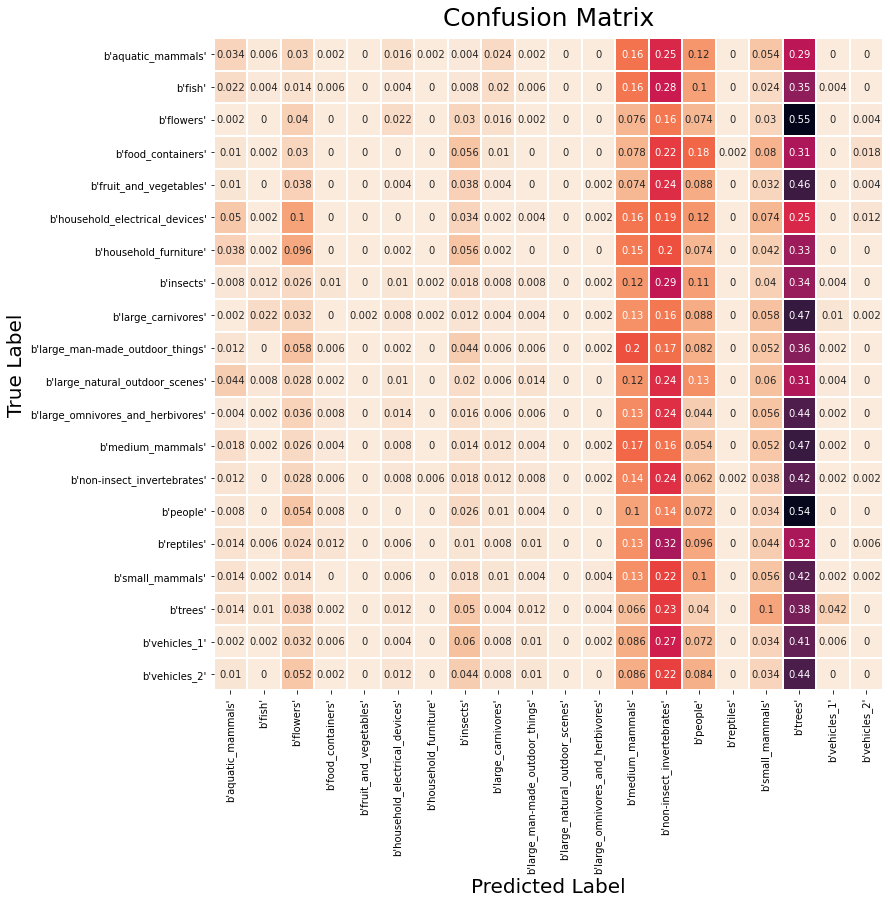 Confusion Matrix
True Label
b'aquatic_mammals' 0.034 0.006 0.03 0.002 0 0.016 0.002 0.004 0.024 0.002 0 0 0.16 0.25 0.12 0 0.054 0.29 0 0
b'fish' 0.022 0.004 0.014 0.006 0 0.004 0 0.008 0.02 0.006 0 0 0.16 0.28 0.1 0 0.024 0.35 0.004 0
b'flowers' 0.002 0 0.04 0 0 0.022 0 0.03 0.016 0.002 0 0 0.076 0.16 0.074 0 0.03 0.55 0 0.004
b'food_containers' 0.01 0.002 0.03 0 0 0 0 0.056 0.01 0 0 0 0.078 0.22 0.18 0.002 0.08 0.31 0 0.018
b'fruit_and_vegetables' 0.01 0 0.038 0 0 0.004 0 0.038 0.004 0 0 0.002 0.074 0.24 0.088 0 0.032 0.46 0 0.004
b'household_electrical_devices' 0.05 0.002 0.1 0 0 0 0 0.034 0.002 0.004 0 0.002 0.16 0.19 0.12 0 0.074 0.25 0 0.012
b'household_furniture' 0.038 0.002 0.096 0 0 0.002 0 0.056 0.002 0 0 0 0.15 0.2 0.074 0 0.042 0.33 0 0
b'insects' 0.008 0.012 0.026 0.01 0 0.01 0.002 0.018 0.008 0.008 0 0 0.12 0.29 0.11 0 0.04 0.34 0.004 0
b'large_carnivores' 0.002 0.022 0.032 0 0.002 0.008 0.002 0.012 0.004 0.004 0 0.002 0.13 0.16 0.088 0 0.058 0.47 0.01 0.002
b'large_man-made_outdoor_things' 0.012 0 0.058 0.006 0 0.002 0 0.044 0.006 0.006 0 0.002 0.2 0.17 0.082 0 0.052 0.36 0.002 0
b'large_natural_outdoor_scenes' 0.044 0.008 0.028 0.002 0 0.01 0 0.02 0.006 0.014 0 0 0.12 0.24 0.13 0 0.06 0.31 0.004 0
b'large_omnivores_and_herbivores' 0.004 0.002 0.036 0.008 0 0.014 0 0.016 0.006 0.006 0 0 0.13 0.24 0.044 0 0.056 0.44 0.002 0
b'medium_mammals' 0.018 0.002 0.026 0.004 0 0.008 0 0.014 0.012 0.004 0 0.002 0.17 0.16 0.054 0 0.052 0.47 0.002 0
b'non-insect_invertebrates' 0.012 0 0.028 0.006 0 0.008 0.006 0.018 0.012 0.008 0 0.002 0.14 0.24 0.062 0.002 0.038 0.42 0.002 0.002
b'people' 0.008 0 0.054 0.008 0 0 0 0.026 0.01 0.004 0 0 0.1 0.14 0.072 0 0.034 0.54 0 0
b'reptiles' 0.014 0.006 0.024 0.012 0 0.006 0 0.01 0.008 0.01 0 0 0.13 0.32 0.096 0 0.044 0.32 0 0.006
b'small_mammals' 0.014 0.002 0.014 0 0 0.006 0 0.018 0.01 0.004 0 0.004 0.13 0.22 0.1 0 0.056 0.42 0.002 0.002
b'trees' 0.014 0.01 0.038 0.002 0 0.012 0 0.05 0.004 0.012 0 0.004 0.066 0.23 0.04 0 0.1 0.38 0.042 0
b'vehicles_1' 0.002 0.002 0.032 0.006 0 0.004 0 0.06 0.008 0.01 0 0.002 0.086 0.27 0.072 0 0.034 0.41 0.006 0
b'vehicles_2' 0.01 0 0.052 0.002 0 0.012 0 0.044 0.008 0.01 0 0 0.086 0.22 0.084 0 0.034 0.44 0 0
b'aquatic_mammals'
b'fish'
b'flowers'
b'food_containers'
b'fruit_and_vegetables'
b'household_electrical_devices'
b'household_furniture'
b'insects'
b'large_carnivores'
b'large_man-made_outdoor_things'
b'large_natural_outdoor_scenes'
b'large_omnivores_and_herbivores'
b'medium_mammals'
b'non-insect_invertebrates'
b'people'
b'reptiles'
b'small_mammals'
b'trees'
b'vehicles_1'
b'vehicles_2'
Predicted Label